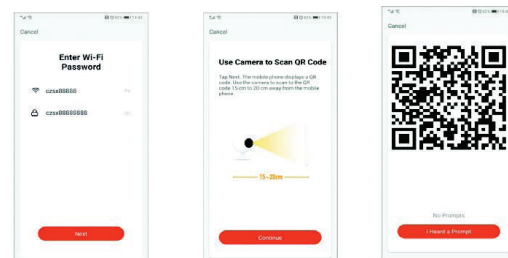 Cancel
Enter Wi-Fi
Password
czsx88888
czsx88888888
Next
Cancel
Use Camera to Scan QR Code
Tap Next. The mobile phone displays a QR
code. Use the camera to scan the QR
code 15 cm to 20 cm away from the mobile
phone.
15-20cm
Continue
Cancel
No Prompts
I Heard a Prompt